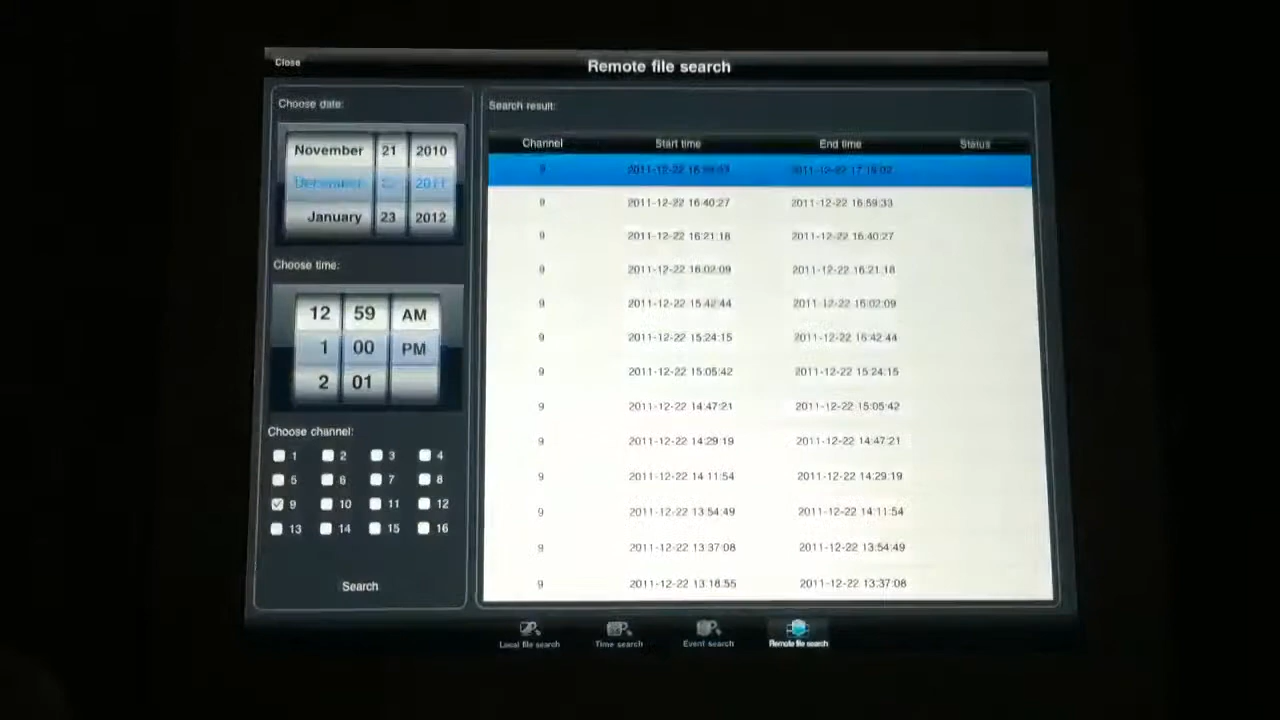 Close
Remote file search
Choose date:
November 21 2010
December 2011
January 23 2012
Choose time:
12 59 AM
1 00 PM
2 01
Choose channel:
1 2 3 4
5 6 7 8
9 10 11 12
13 14 15 16
Search
Search result:
Channel Start time End time Status
9 2011-12-22
9 2011-12-22 16:40:27 2011-12-22 16:59:33
9 2011-12-22 16:21:18 2011-12-22 16:40:27
9 2011-12-22 16:02:09 2011-12-22 16:21:18
9 2011-12-22 15:42:44 2011-12-22 16:02:09
9 2011-12-22 15:24:15 2011-12-22 15:42:44
9 2011-12-22 15:05:42 2011-12-22 15:24:15
9 2011-12-22 14:47:21 2011-12-22 15:05:42
9 2011-12-22 14:29:19 2011-12-22 14:47:21
9 2011-12-22 14:11:54 2011-12-22 14:29:19
9 2011-12-22 13:54:49 2011-12-22 14:11:54
9 2011-12-22 13:37:08 2011-12-22 13:54:49
9 2011-12-22 13:18:55 2011-12-22 13:37:08
Local file search Time search Event search Remote file search